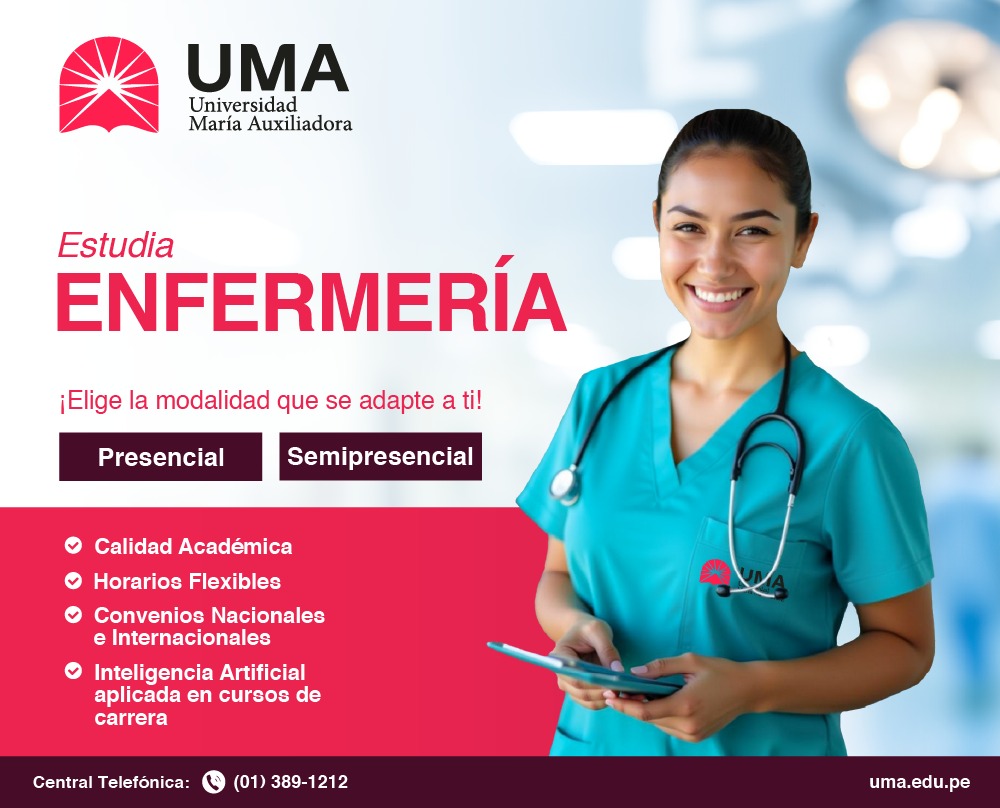 UMA
Universidad
María Auxiliadora
Estudia
ENFERMERÍA
¡Elige la modalidad que se adapte a ti!
Presencial
Semipresencial
Calidad Académica
Horarios Flexibles
Convenios Nacionales
e Internacionales
Inteligencia Artificial
aplicada en cursos de
carrera
UMA
Central Telefónica: (01) 389-1212
uma.edu.pe